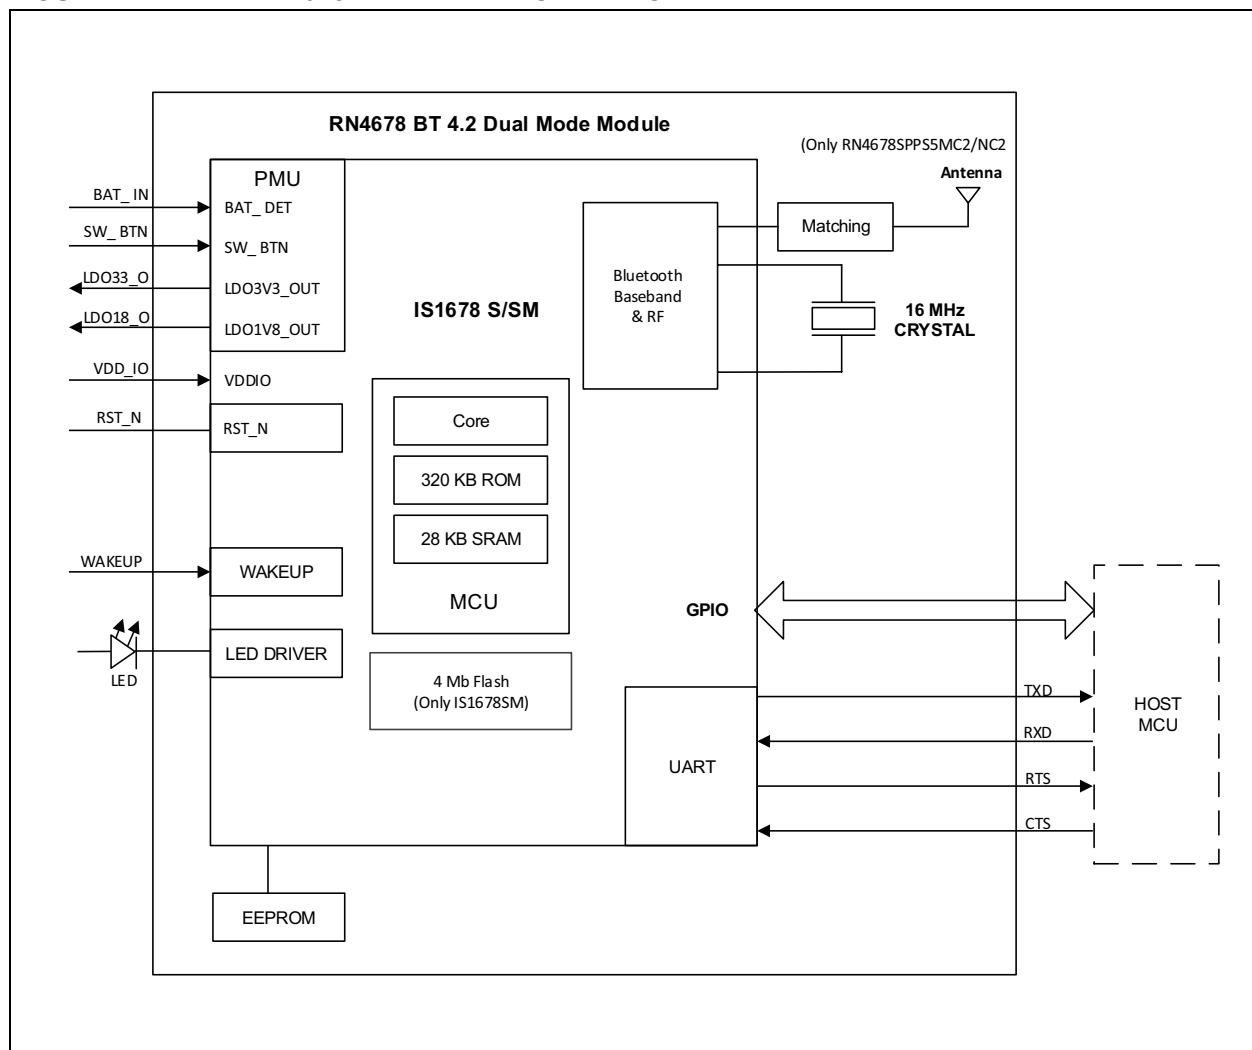 RN4678 BT 4.2 Dual Mode Module
(Only RN4678SPPS5MC2/NC2
Antenna
PMU
BAT_ IN
BAT_ DET
SW_ BTN
SW_ BTN
LDO33_O
LDO3V3_OUT
LDO18_O
LDO1V8_OUT
VDD_IO
VDDIO
RST_N
RST_N
IS1678 S/SM
Matching
Bluetooth
Baseband
& RF
16 MHz
CRYSTAL
Core
320 KB ROM
28 KB SRAM
MCU
WAKEUP
WAKEUP
LED DRIVER
LED
4 Mb Flash
(Only IS1678SM)
GPIO
UART
TXD
RXD
RTS
CTS
HOST
MCU
EEPROM